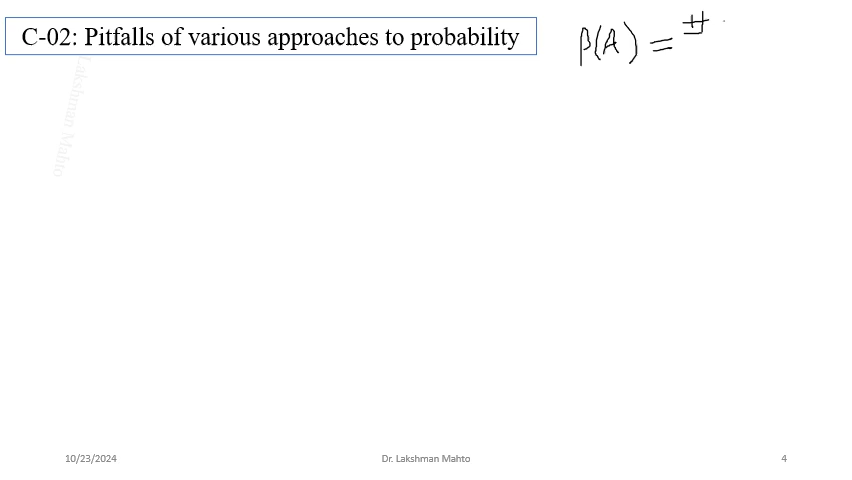 C-02: Pitfalls of various approaches to probability
P(A) = #
Lakshman Mahto
10/23/2024
Dr. Lakshman Mahto
4